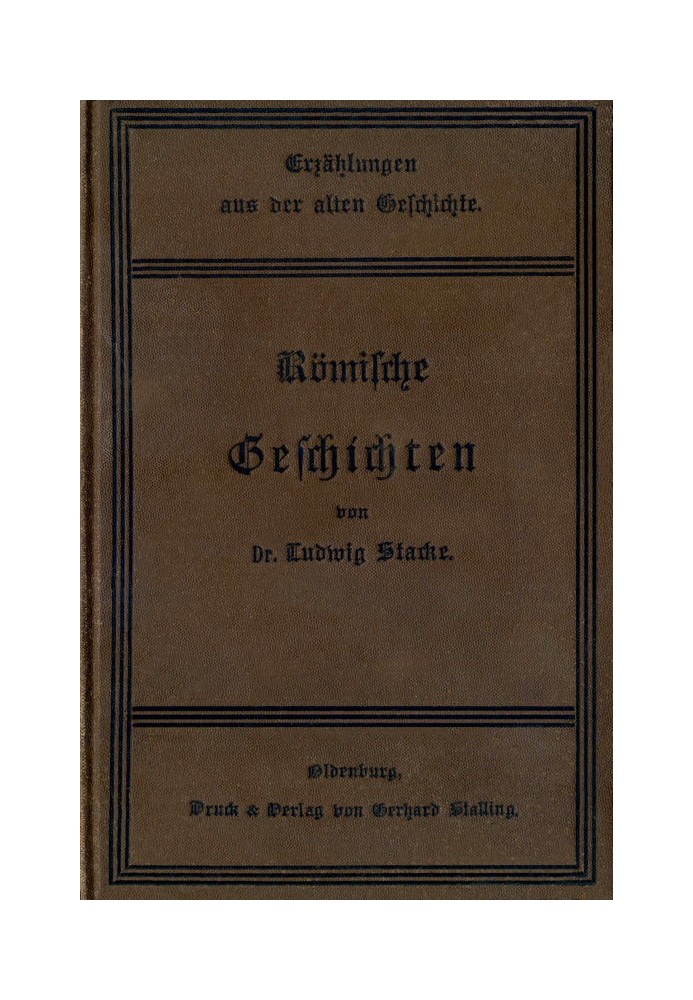 Erzählungen
aus der alten Geschichte.
Römische
Geschichten
von
Dr. Ludwig Stacke.
Oldenburg,
Druck & Verlag von Gerhard Stalling.